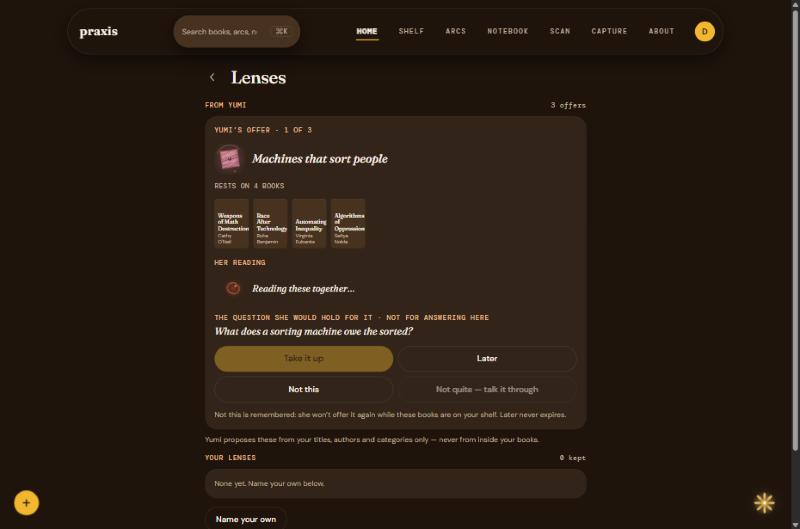 praxis
Search books, arcs, n
⌘K
HOME
SHELF
ARCS
NOTEBOOK
SCAN
CAPTURE
ABOUT
D
Lenses
FROM YUMI
3 offers
YUMI'S OFFER · 1 OF 3
Machines that sort people
RESTS ON 4 BOOKS
Weapons
of Math
Destruction
Cathy
O'Neil
Race
After
Technology
Ruha
Benjamin
Automating
Inequality
Virginia
Eubanks
Algorithms
of
Oppression
Safiya
Noble
HER READING
Reading these together…
THE QUESTION SHE WOULD HOLD FOR IT · NOT FOR ANSWERING HERE
What does a sorting machine owe the sorted?
Take it up
Later
Not this
Not quite — talk it through
Not this is remembered: she won't offer it again while these books are on your shelf. Later never expires.
Yumi proposes these from your titles, authors and categories only — never from inside your books.
YOUR LENSES
0 kept
None yet. Name your own below.
+
Name your own